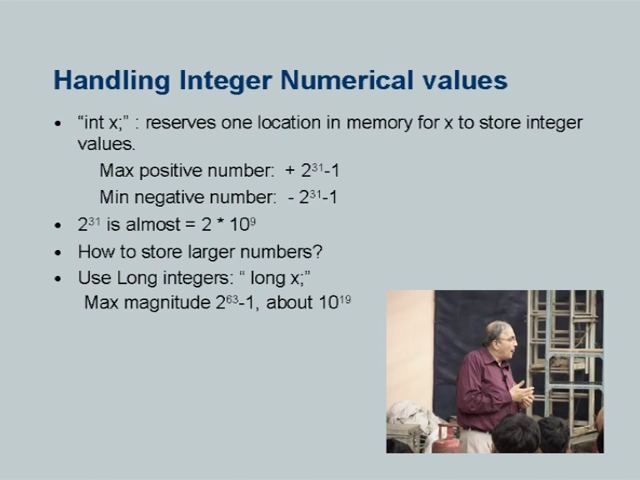 Handling Integer Numerical values
• “int x;” : reserves one location in memory for x to store integer
values.
Max positive number: + 2³¹-1
Min negative number: - 2³¹-1
• 2³¹ is almost = 2 * 10⁹
• How to store larger numbers?
• Use Long integers: “ long x;”
Max magnitude 2⁶³-1, about 10¹⁹